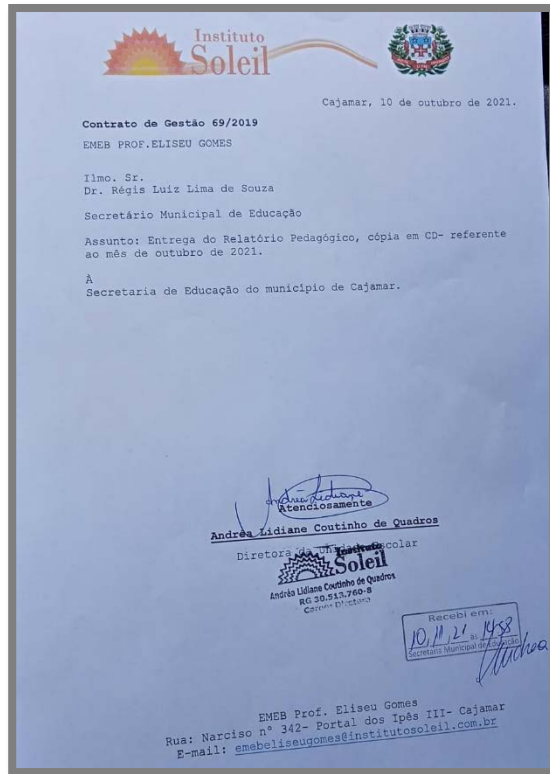 Instituto
Soleil
Cajamar, 10 de outubro de 2021.
Contrato de Gestão 69/2019
EMEB PROF.ELISEU GOMES
Ilmo. Sr.
Dr. Régis Luiz Lima de Souza
Secretário Municipal de Educação
Assunto: Entrega do Relatório Pedagógico, cópia em CD- referente
ao mês de outubro de 2021.
À
Secretaria de Educação do município de Cajamar.
Atenciosamente
Andréa Lidiane Coutinho de Quadros
Diretora da Unidade Escolar
Instituto
Soleil
Andréa Lidiane Coutinho de Quadros
RG 30.513.760-8
Recebi em:
10, 11, 21 às 14:58
Secretaria Municipal de Educação
EMEB Prof. Eliseu Gomes
Rua: Narciso nº 342- Portal dos Ipês III- Cajamar
E-mail: emebeliseugomes@institutosoleil.com.br